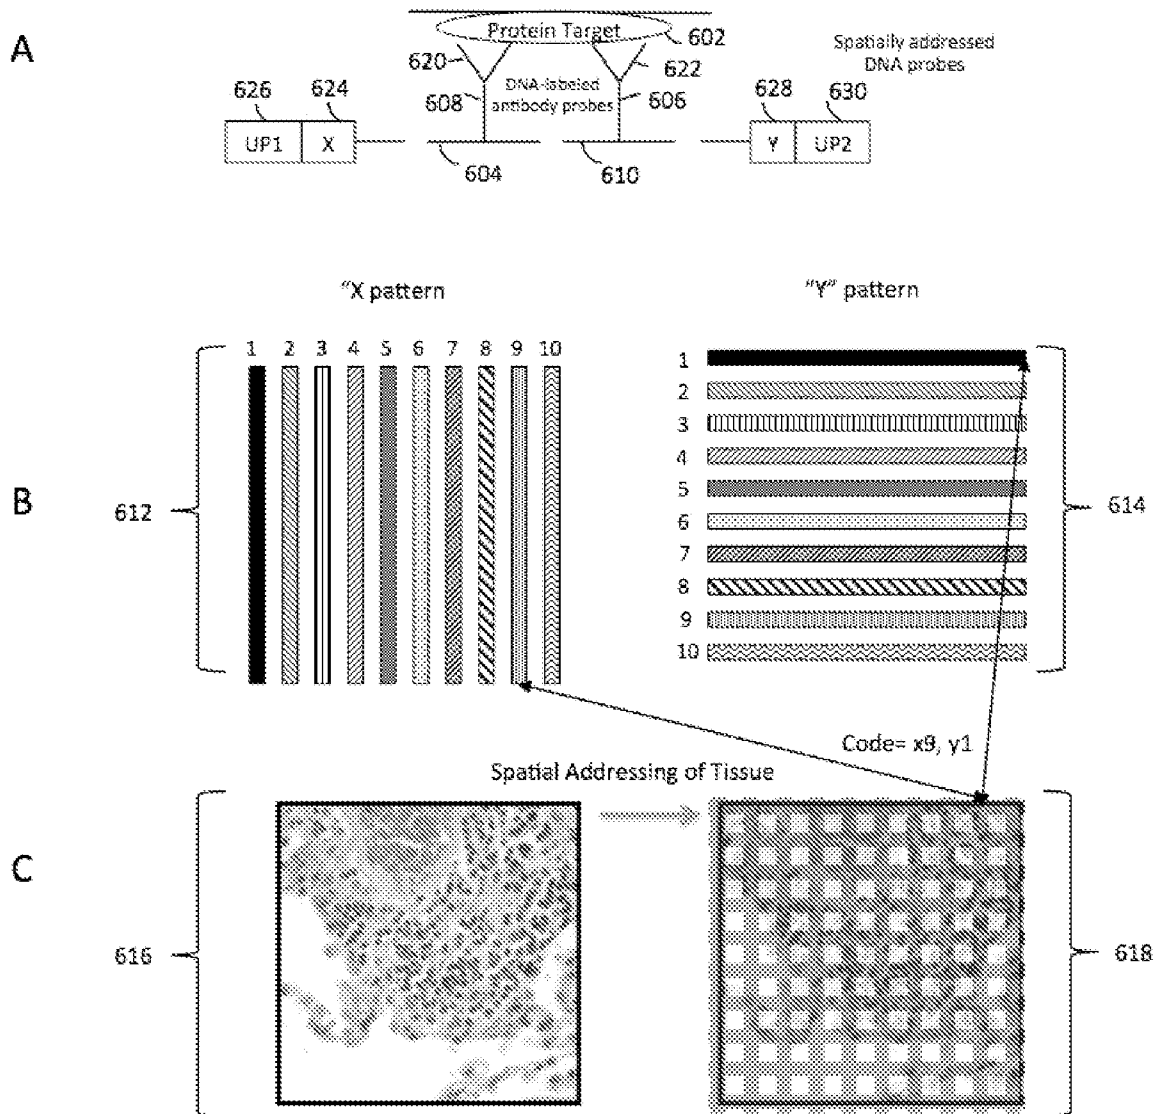 A
Protein Target
602
Spatially addressed
DNA probes
620
622
626
624
608
DNA-labeled
antibody probes
606
628
630
UP1
X
Y
UP2
604
610
"X pattern
"Y" pattern
B
1 2 3 4 5 6 7 8 9 10
1
2
3
4
5
6
7
8
9
10
612
614
Code= x9, y1
Spatial Addressing of Tissue
C
616
618